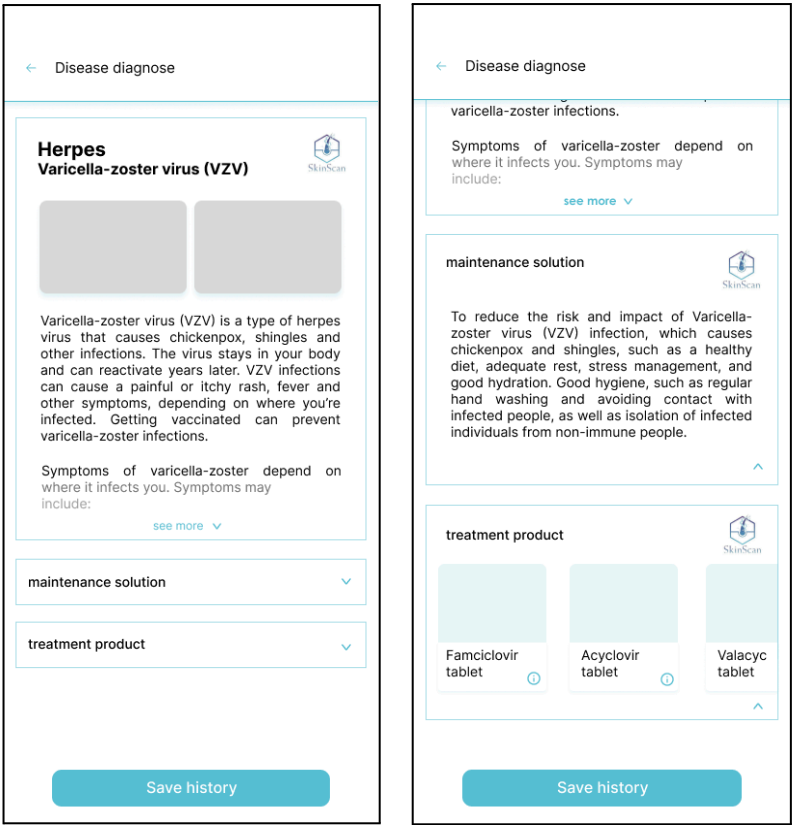 Disease diagnose
Herpes
Varicella-zoster virus (VZV)
SkinScan
Varicella-zoster virus (VZV) is a type of herpes
virus that causes chickenpox, shingles and
other infections. The virus stays in your body
and can reactivate years later. VZV infections
can cause a painful or itchy rash, fever and
other symptoms, depending on where you're
infected. Getting vaccinated can prevent
varicella-zoster infections.
Symptoms of varicella-zoster depend on
where it infects you. Symptoms may
include:
see more
maintenance solution
treatment product
Save history
Disease diagnose
varicella-zoster infections.
Symptoms of varicella-zoster depend on
where it infects you. Symptoms may
include:
see more
maintenance solution
SkinScan
To reduce the risk and impact of Varicella-
zoster virus (VZV) infection, which causes
chickenpox and shingles, such as a healthy
diet, adequate rest, stress management, and
good hydration. Good hygiene, such as regular
hand washing and avoiding contact with
infected people, as well as isolation of infected
individuals from non-immune people.
treatment product
SkinScan
Famciclovir
tablet
Acyclovir
tablet
Valacyc
tablet
Save history